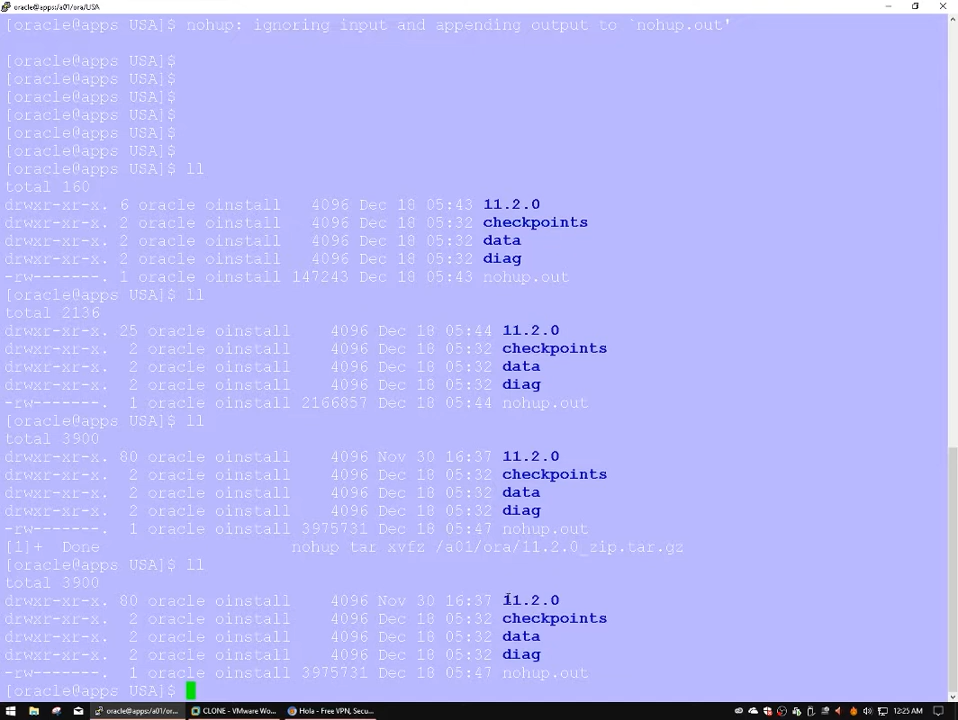 oracle@apps:/a01/ora/USA
[oracle@apps USA]$ nohup: ignoring input and appending output to `nohup.out'
[oracle@apps USA]$
[oracle@apps USA]$
[oracle@apps USA]$
[oracle@apps USA]$
[oracle@apps USA]$
[oracle@apps USA]$
[oracle@apps USA]$ ll
total 160
drwxr-xr-x. 6 oracle oinstall 4096 Dec 18 05:43 11.2.0
drwxr-xr-x. 2 oracle oinstall 4096 Dec 18 05:32 checkpoints
drwxr-xr-x. 2 oracle oinstall 4096 Dec 18 05:32 data
drwxr-xr-x. 2 oracle oinstall 4096 Dec 18 05:32 diag
-rw-------. 1 oracle oinstall 147243 Dec 18 05:43 nohup.out
[oracle@apps USA]$ ll
total 2136
drwxr-xr-x. 25 oracle oinstall 4096 Dec 18 05:44 11.2.0
drwxr-xr-x. 2 oracle oinstall 4096 Dec 18 05:32 checkpoints
drwxr-xr-x. 2 oracle oinstall 4096 Dec 18 05:32 data
drwxr-xr-x. 2 oracle oinstall 4096 Dec 18 05:32 diag
-rw-------. 1 oracle oinstall 2166857 Dec 18 05:44 nohup.out
[oracle@apps USA]$ ll
total 3900
drwxr-xr-x. 80 oracle oinstall 4096 Nov 30 16:37 11.2.0
drwxr-xr-x. 2 oracle oinstall 4096 Dec 18 05:32 checkpoints
drwxr-xr-x. 2 oracle oinstall 4096 Dec 18 05:32 data
drwxr-xr-x. 2 oracle oinstall 4096 Dec 18 05:32 diag
-rw-------. 1 oracle oinstall 3975731 Dec 18 05:47 nohup.out
[1]+ Done nohup tar xvfz /a01/ora/11.2.0_zip.tar.gz
[oracle@apps USA]$ ll
total 3900
drwxr-xr-x. 80 oracle oinstall 4096 Nov 30 16:37 11.2.0
drwxr-xr-x. 2 oracle oinstall 4096 Dec 18 05:32 checkpoints
drwxr-xr-x. 2 oracle oinstall 4096 Dec 18 05:32 data
drwxr-xr-x. 2 oracle oinstall 4096 Dec 18 05:32 diag
-rw-------. 1 oracle oinstall 3975731 Dec 18 05:47 nohup.out
[oracle@apps USA]$
oracle@apps:/a01/or... CLONE - VMware Wo... Hola - Free VPN, Secu... 12:25 AM